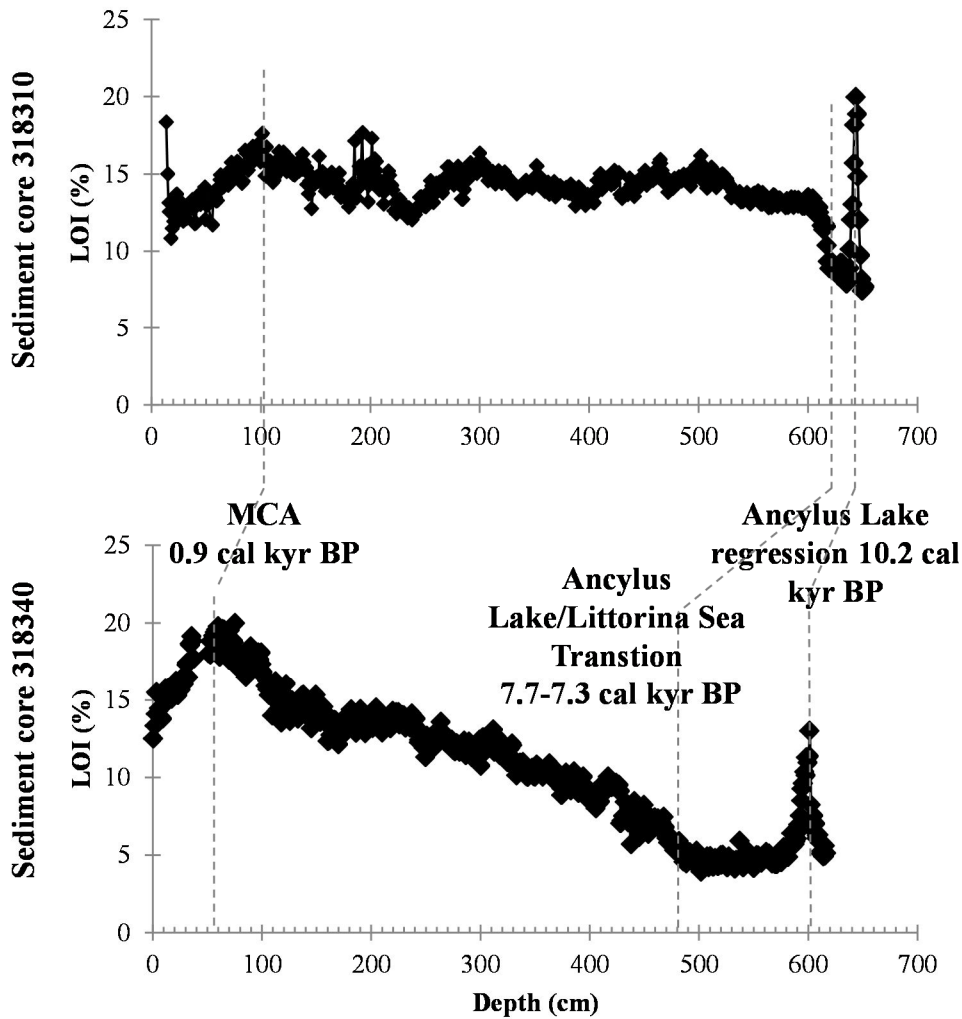 Sediment core 318310
LOI (%)
25
20
15
10
5
0
0 100 200 300 400 500 600 700
MCA
0.9 cal kyr BP
Ancylus Lake
regression 10.2 cal
kyr BP
Ancylus
Lake/Littorina Sea
Transtion
7.7-7.3 cal kyr BP
Sediment core 318340
LOI (%)
25
20
15
10
5
0
0 100 200 300 400 500 600 700
Depth (cm)